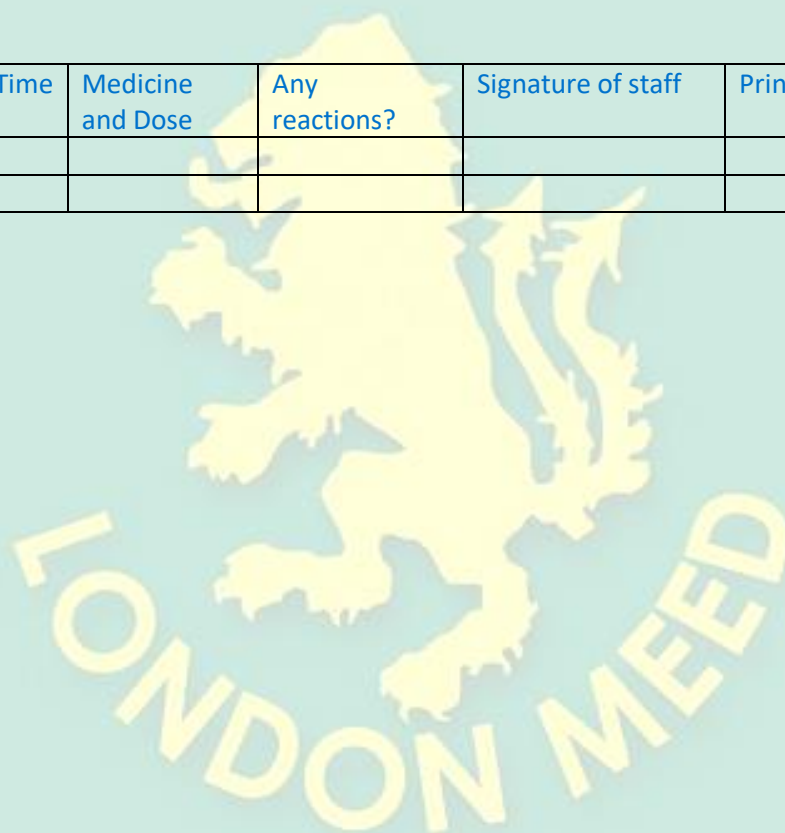 Time Medicine Any Signature of staff Prin
and Dose reactions?
LONDON MEED